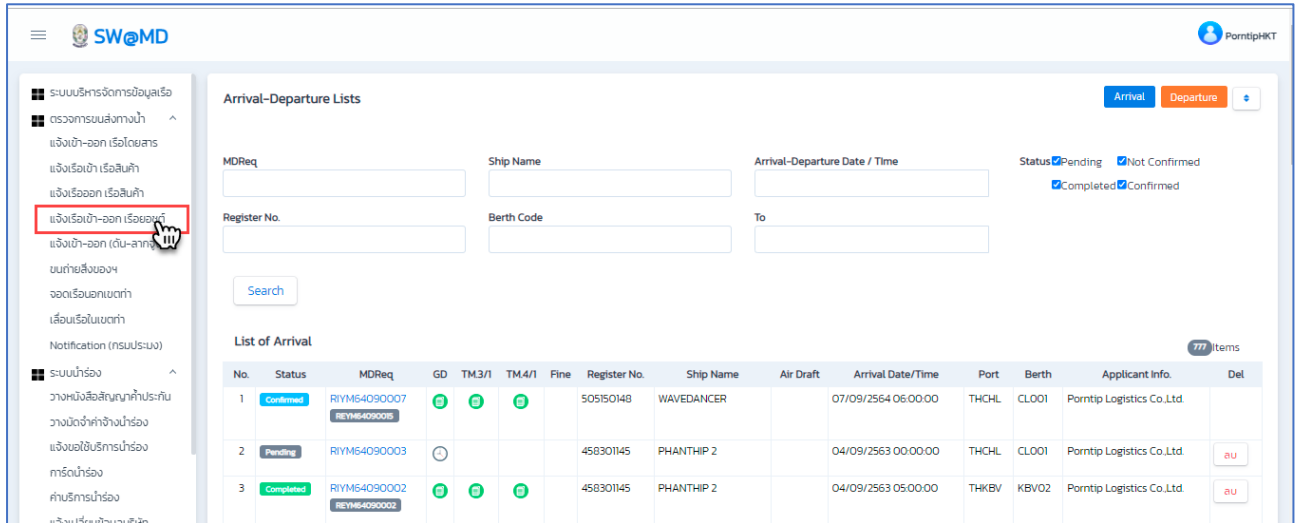 SW@MD
PorntipHKT
ระบบบริหารจัดการข้อมูลเรือ
ตรวจการขนส่งทางน้ำ
แจ้งเข้า-ออก เรือโดยสาร
แจ้งเรือเข้า เรือสินค้า
แจ้งเรือออก เรือสินค้า
แจ้งเรือเข้า-ออก เรือยอชต์
แจ้งเข้า-ออก (ดัน-ลากจูง)
ขนถ่ายสิ่งของฯ
จอดเรือนอกเขตท่า
เลื่อนเรือในเขตท่า
Notification (กรมประมง)
ระบบนำร่อง
วางหนังสือสัญญาค้ำประกัน
วางมัดจำค่าจ้างนำร่อง
แจ้งขอใช้บริการนำร่อง
การ์ดนำร่อง
ค่าบริการนำร่อง
แจ้งเปลี่ยนข้อมูลบริษัท
Arrival-Departure Lists
Arrival Departure
MDReq Ship Name Arrival-Departure Date / Time Status Pending Not Confirmed
Completed Confirmed
Register No. Berth Code To
Search
List of Arrival
777 Items
No. Status MDReq GD TM.3/1 TM.4/1 Fine Register No. Ship Name Air Draft Arrival Date/Time Port Berth Applicant Info. Del
1 Confirmed RIYM64090007 505150148 WAVEDANCER 07/09/2564 06:00:00 THCHL CL001 Porntip Logistics Co.,Ltd.
REYM64090015
2 Pending RIYM64090003 458301145 PHANTHIP 2 04/09/2563 00:00:00 THCHL CL001 Porntip Logistics Co.,Ltd. ลบ
3 Completed RIYM64090002 458301145 PHANTHIP 2 04/09/2563 05:00:00 THKBV KBV02 Porntip Logistics Co.,Ltd. ลบ
REYM64090002